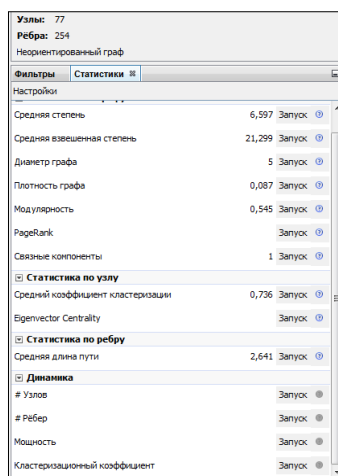 Узлы: 77
Рёбра: 254
Неориентированный граф
Фильтры Статистики
Настройки
Средняя степень 6,597 Запуск
Средняя взвешенная степень 21,299 Запуск
Диаметр графа 5 Запуск
Плотность графа 0,087 Запуск
Модулярность 0,545 Запуск
PageRank Запуск
Связные компоненты 1 Запуск
Статистика по узлу
Средний коэффициент кластеризации 0,736 Запуск
Eigenvector Centrality Запуск
Статистика по ребру
Средняя длина пути 2,641 Запуск
Динамика
# Узлов Запуск
# Рёбер Запуск
Мощность Запуск
Кластеризационный коэффициент Запуск